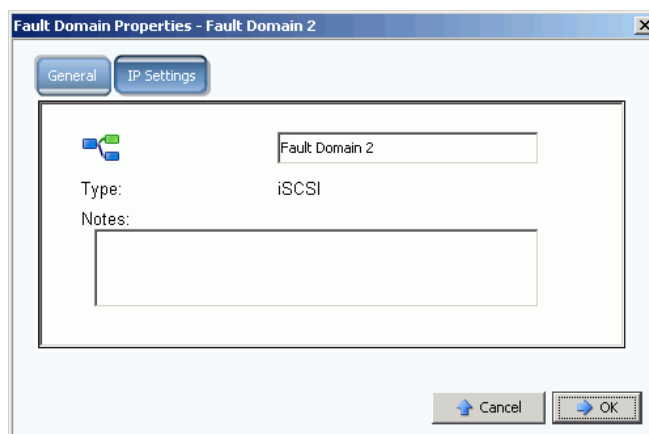 Fault Domain Properties - Fault Domain 2
General IP Settings
Fault Domain 2
Type: iSCSI
Notes:
Cancel OK